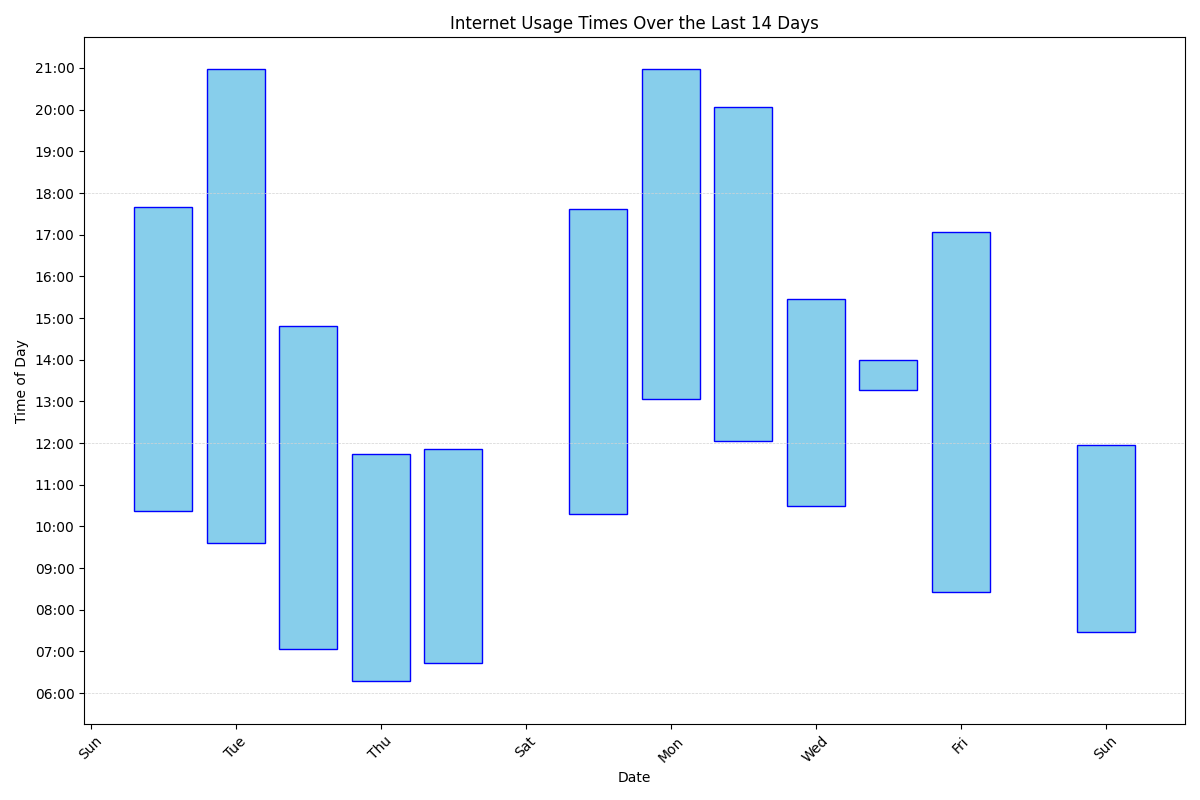 Internet Usage Times Over the Last 14 Days
Time of Day
21:00
20:00
19:00
18:00
17:00
16:00
15:00
14:00
13:00
12:00
11:00
10:00
09:00
08:00
07:00
06:00
Sun
Tue
Thu
Sat
Mon
Wed
Fri
Sun
Date